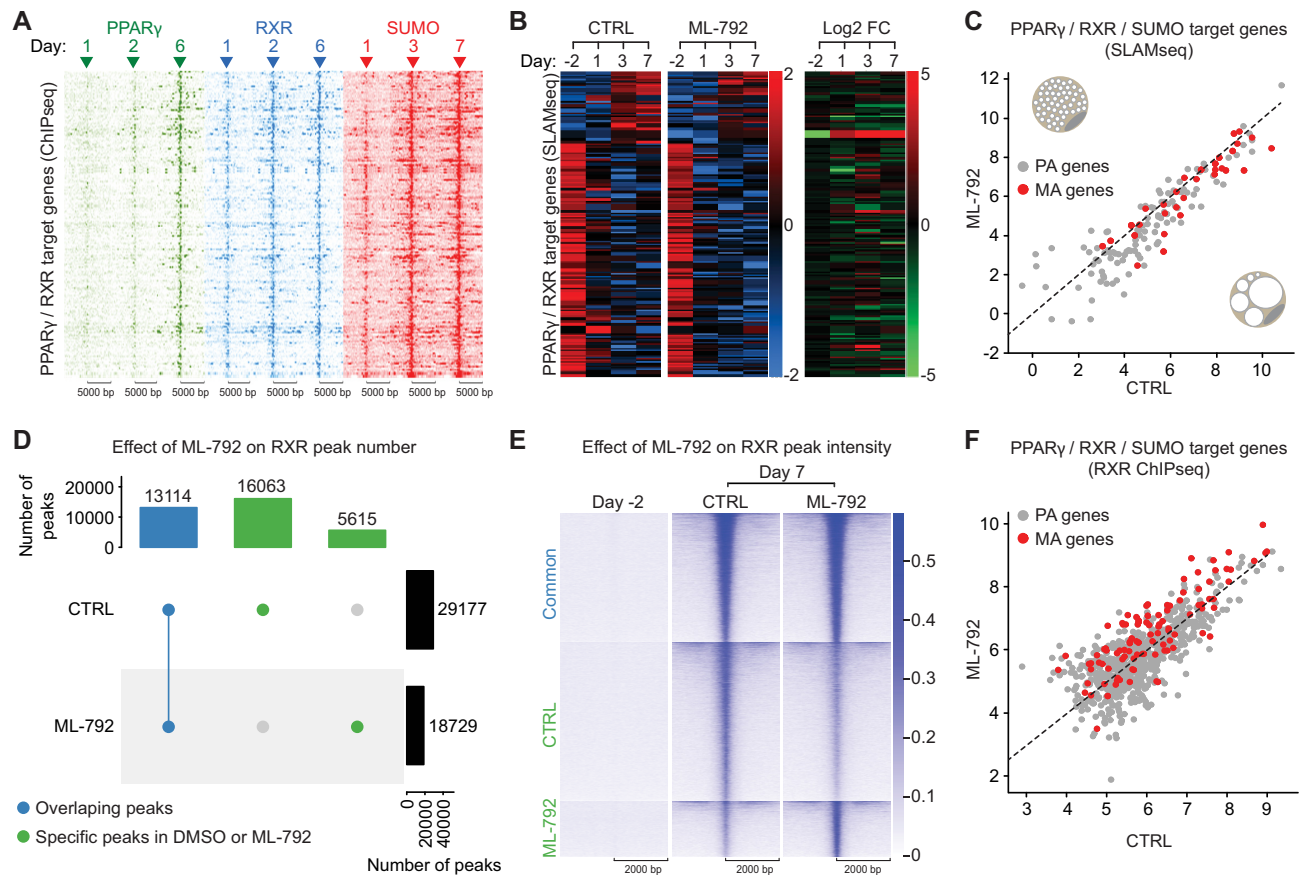 A
PPARγ RXR SUMO
Day: 1 2 6 1 2 6 1 3 7
PPARγ / RXR target genes (ChIPseq)
5000 bp 5000 bp 5000 bp 5000 bp 5000 bp 5000 bp 5000 bp 5000 bp 5000 bp
B
CTRL ML-792 Log2 FC
Day: -2 1 3 7 -2 1 3 7 -2 1 3 7
PPARγ / RXR target genes (SLAMseq)
2
0
-2
5
0
-5
C
PPARγ / RXR / SUMO target genes
(SLAMseq)
ML-792
12
10
8
6
4
2
0
-2
PA genes
MA genes
0 2 4 6 8 10
CTRL
D
Effect of ML-792 on RXR peak number
Number of
peaks
20000
10000
0
13114
16063
5615
CTRL
29177
ML-792
18729
0
20000
40000
Number of peaks
Overlaping peaks
Specific peaks in DMSO or ML-792
E
Effect of ML-792 on RXR peak intensity
Day 7
Day -2 CTRL ML-792
Common
CTRL
ML-792
0.5
0.4
0.3
0.2
0.1
0
2000 bp 2000 bp 2000 bp
F
PPARγ / RXR / SUMO target genes
(RXR ChIPseq)
ML-792
10
8
6
4
2
PA genes
MA genes
3 4 5 6 7 8 9
CTRL